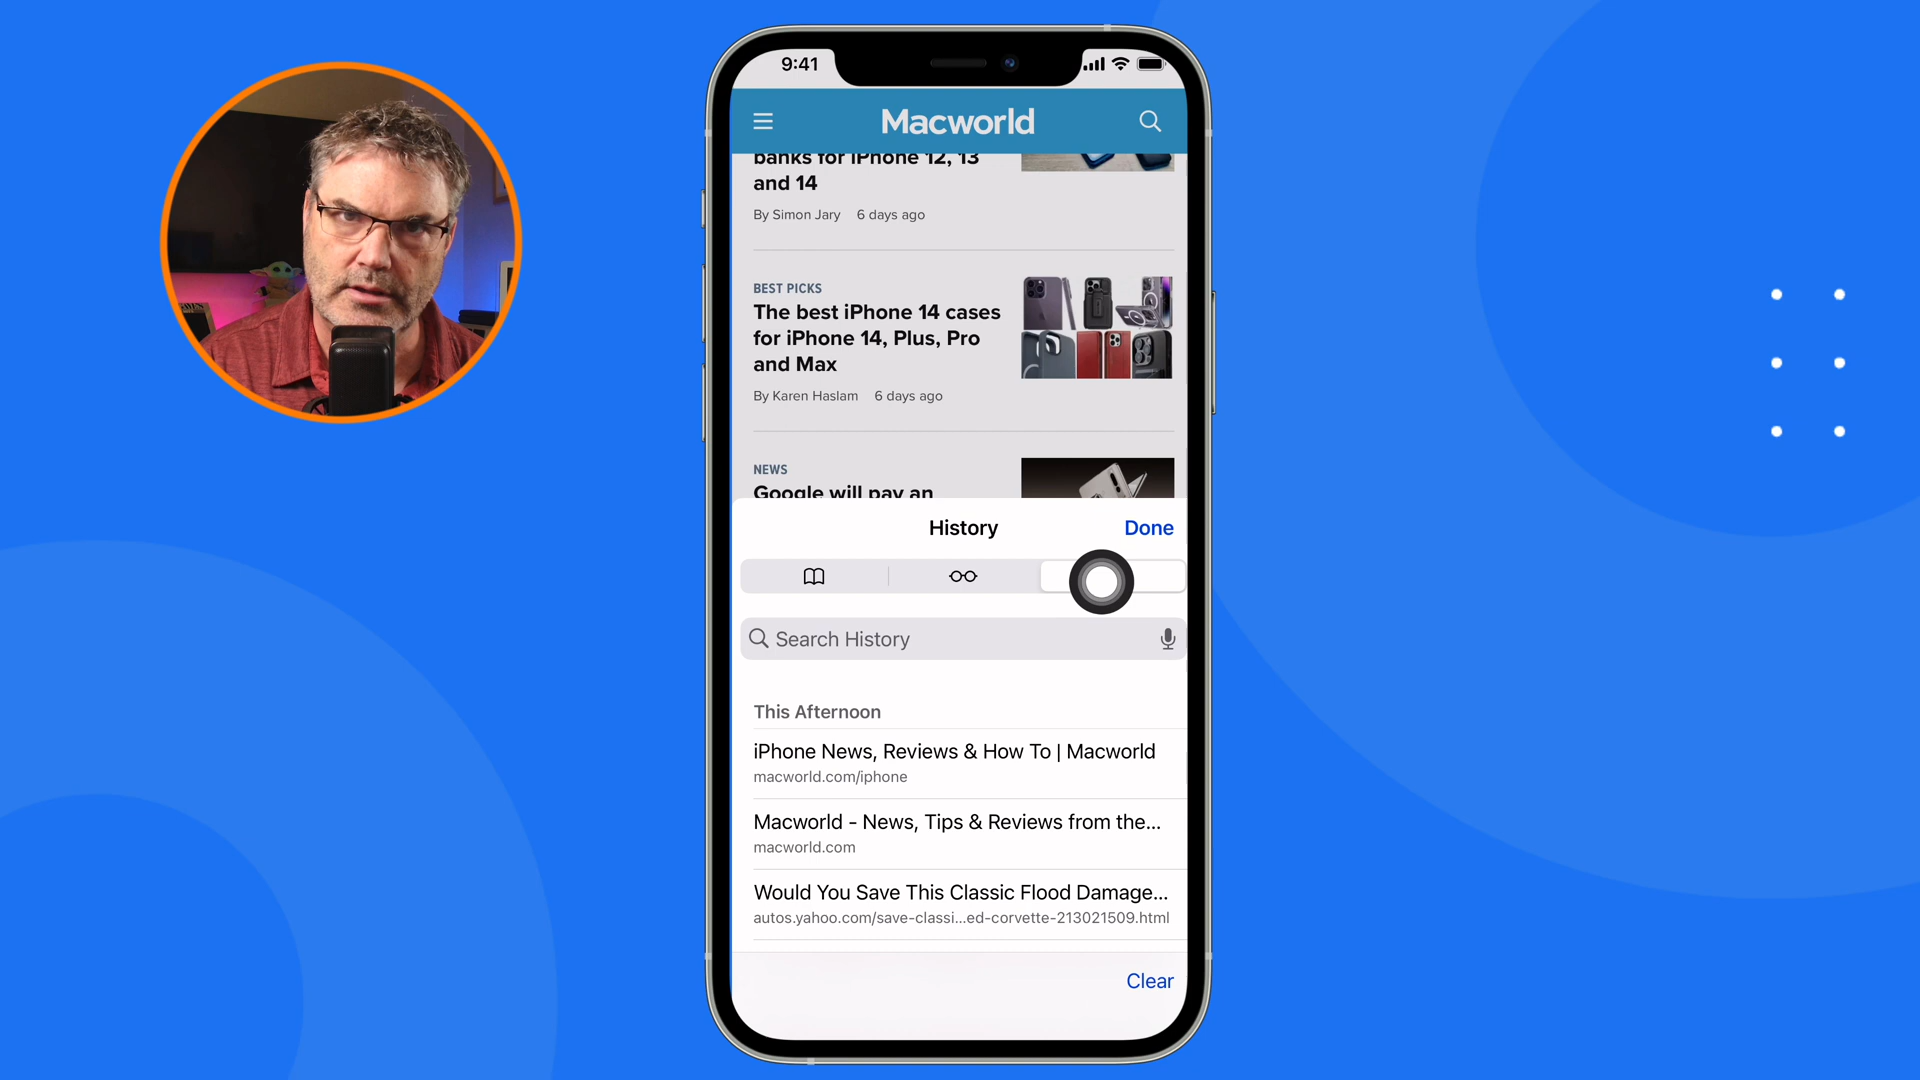 9:41
Macworld
banks for iPhone 12, 13
and 14
By Simon Jary 6 days ago
BEST PICKS
The best iPhone 14 cases
for iPhone 14, Plus, Pro
and Max
By Karen Haslam 6 days ago
NEWS
Google will pay an
History
Done
Search History
This Afternoon
iPhone News, Reviews & How To | Macworld
macworld.com/iphone
Macworld - News, Tips & Reviews from the...
macworld.com
Would You Save This Classic Flood Damage...
autos.yahoo.com/save-classi...ed-corvette-213021509.html
Clear